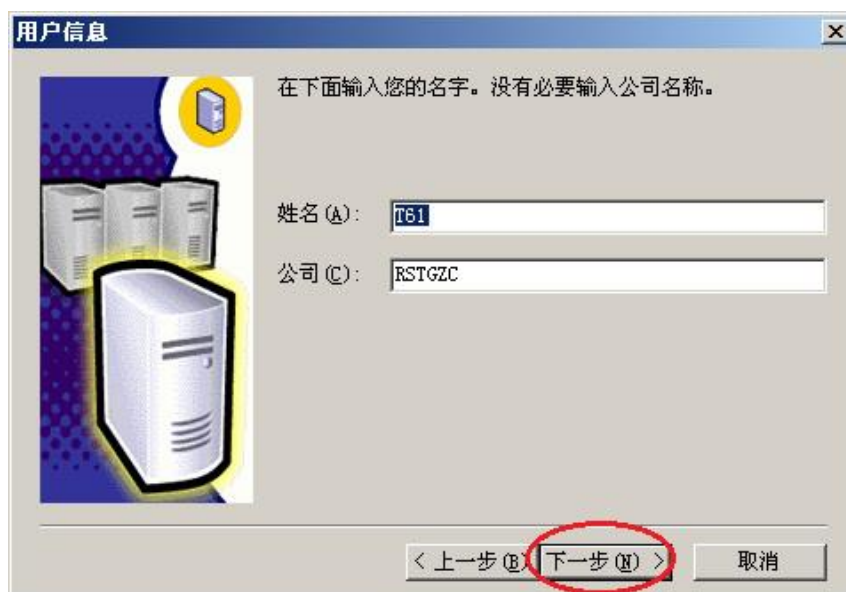 用户信息
在下面输入您的名字。没有必要输入公司名称。
姓名(A): T61
公司(C): RSTGZC
< 上一步(B) 下一步(N) > 取消